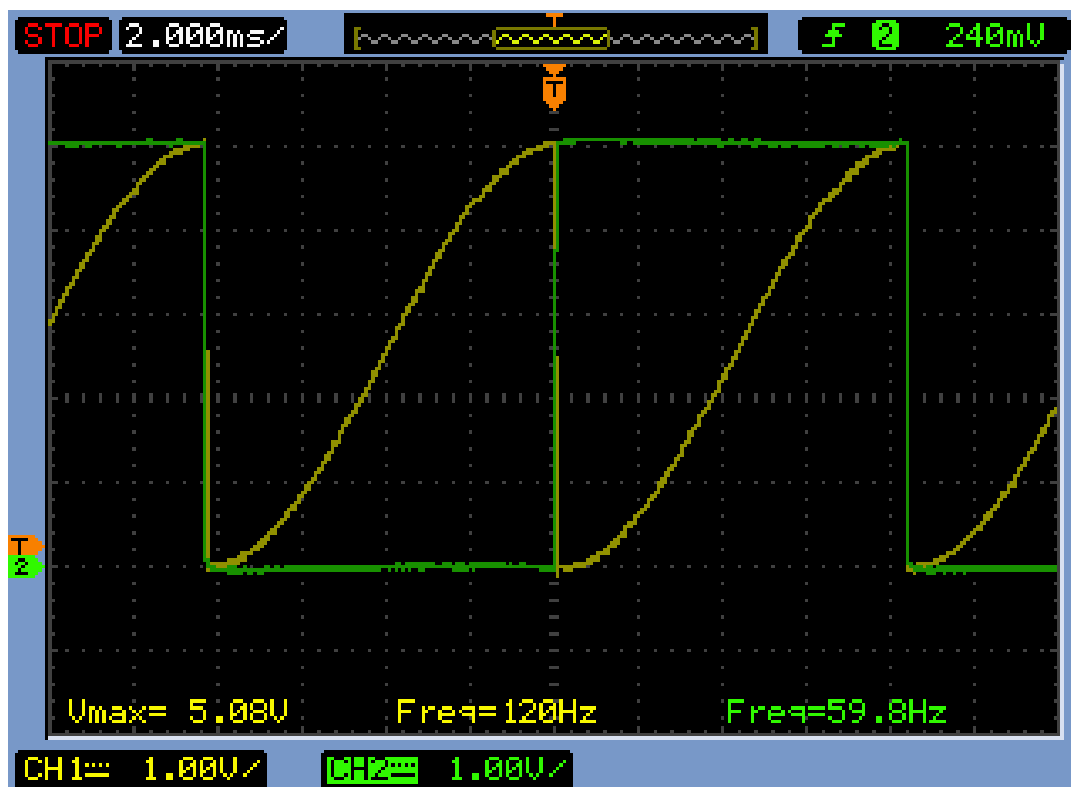 STOP 2.000ms/ T 2 240mV
T
T
2
Vmax= 5.08V Freq=120Hz Freq=59.8Hz
CH1 1.00V/ CH2 1.00V/